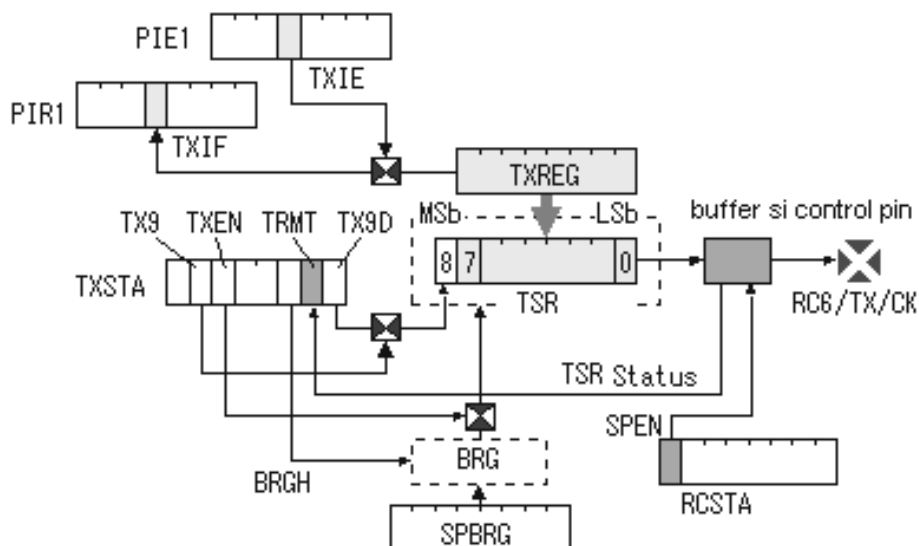 PIE1
TXIE
PIR1
TXIF
TXREG
MSb
LSb
buffer si control pin
TX9 TXEN TRMT TX9D
8 7 0
TXSTA
TSR
RC6/TX/CK
TSR Status
SPEN
BRG
BRGH
RCSTA
SPBRG